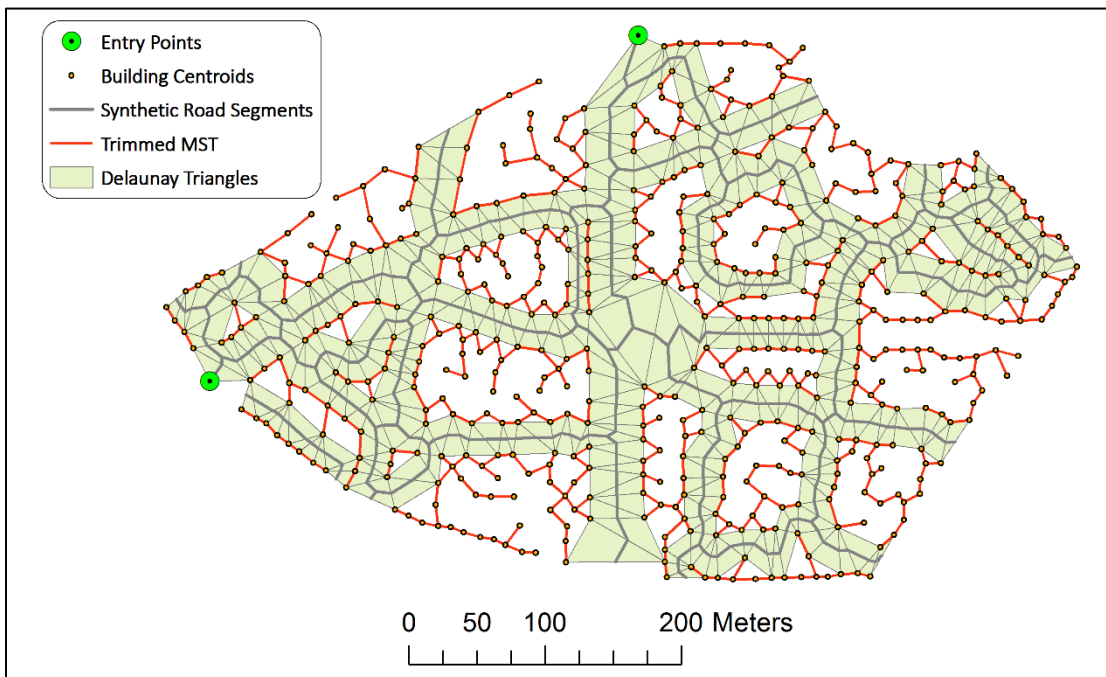 Entry Points
Building Centroids
Synthetic Road Segments
Trimmed MST
Delaunay Triangles
0 50 100 200 Meters